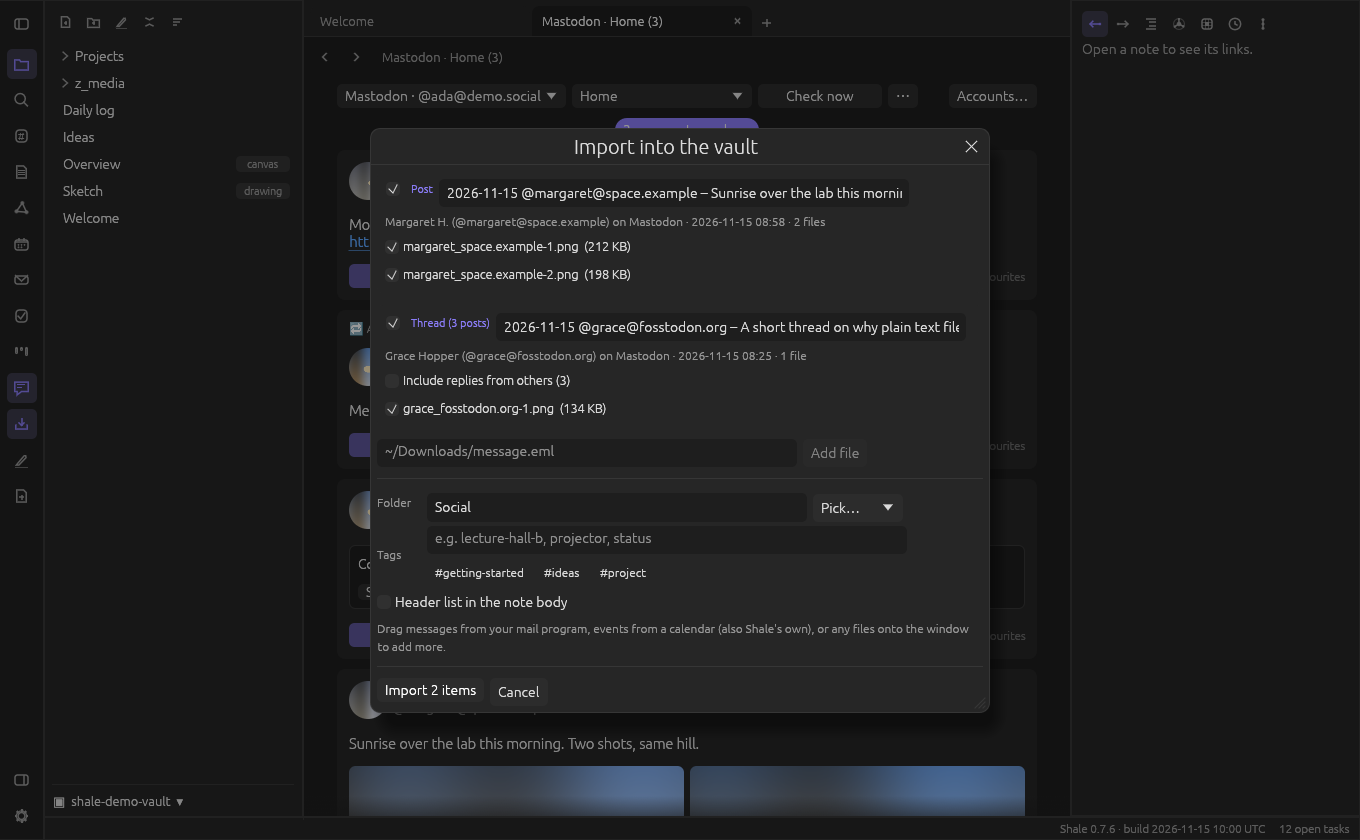 Welcome
Mastodon · Home (3)
Projects
z_media
Daily log
Ideas
Overview
canvas
Sketch
drawing
Welcome
shale-demo-vault
Mastodon · Home (3)
Mastodon · @ada@demo.social
Home
Check now
Accounts…
Open a note to see its links.
Import into the vault
Post
2026-11-15 @margaret@space.example – Sunrise over the lab this mornin
Margaret H. (@margaret@space.example) on Mastodon · 2026-11-15 08:58 · 2 files
margaret_space.example-1.png (212 KB)
margaret_space.example-2.png (198 KB)
Thread (3 posts)
2026-11-15 @grace@fosstodon.org – A short thread on why plain text file
Grace Hopper (@grace@fosstodon.org) on Mastodon · 2026-11-15 08:25 · 1 file
Include replies from others (3)
grace_fosstodon.org-1.png (134 KB)
~/Downloads/message.eml
Add file
Folder
Social
Pick…
Tags
e.g. lecture-hall-b, projector, status
#getting-started #ideas #project
Header list in the note body
Drag messages from your mail program, events from a calendar (also Shale's own), or any files onto the window
to add more.
Import 2 items
Cancel
Sunrise over the lab this morning. Two shots, same hill.
Shale 0.7.6 · build 2026-11-15 10:00 UTC
12 open tasks